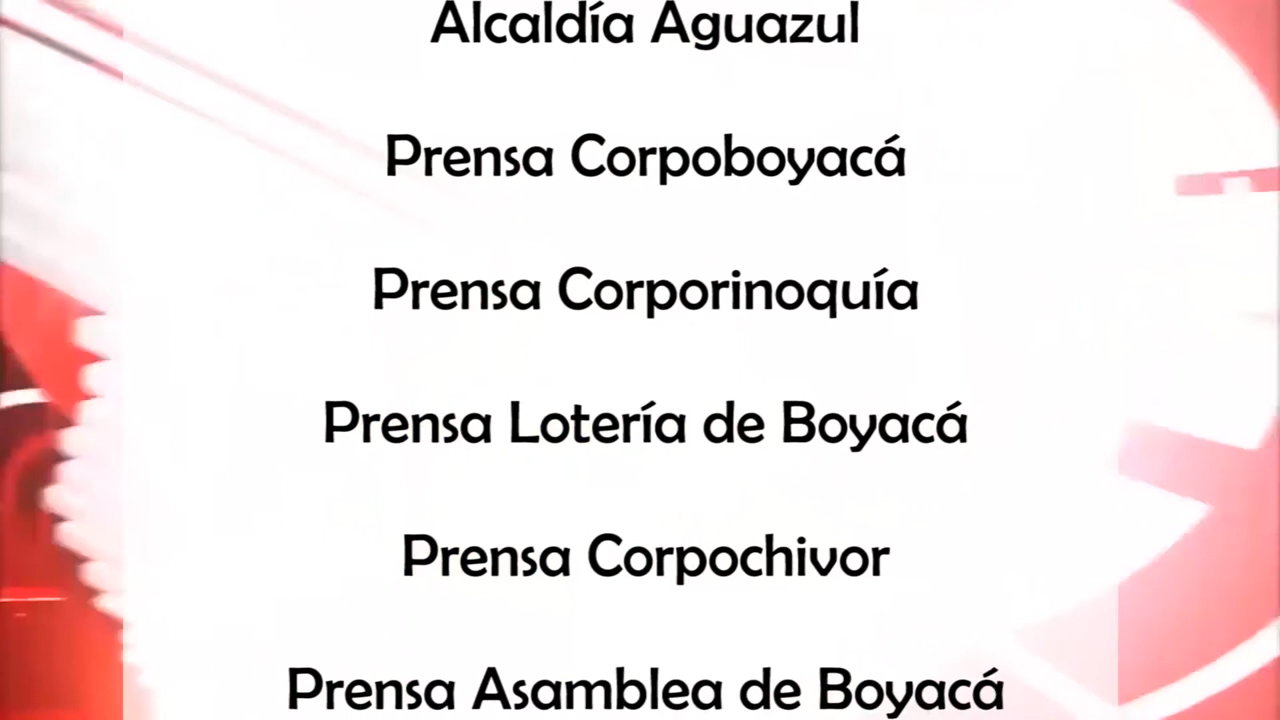 Alcaldía Aguazul
Prensa Corpoboyacá
Prensa Corporinoquía
Prensa Lotería de Boyacá
Prensa Corpochivor
Prensa Asamblea de Boyacá